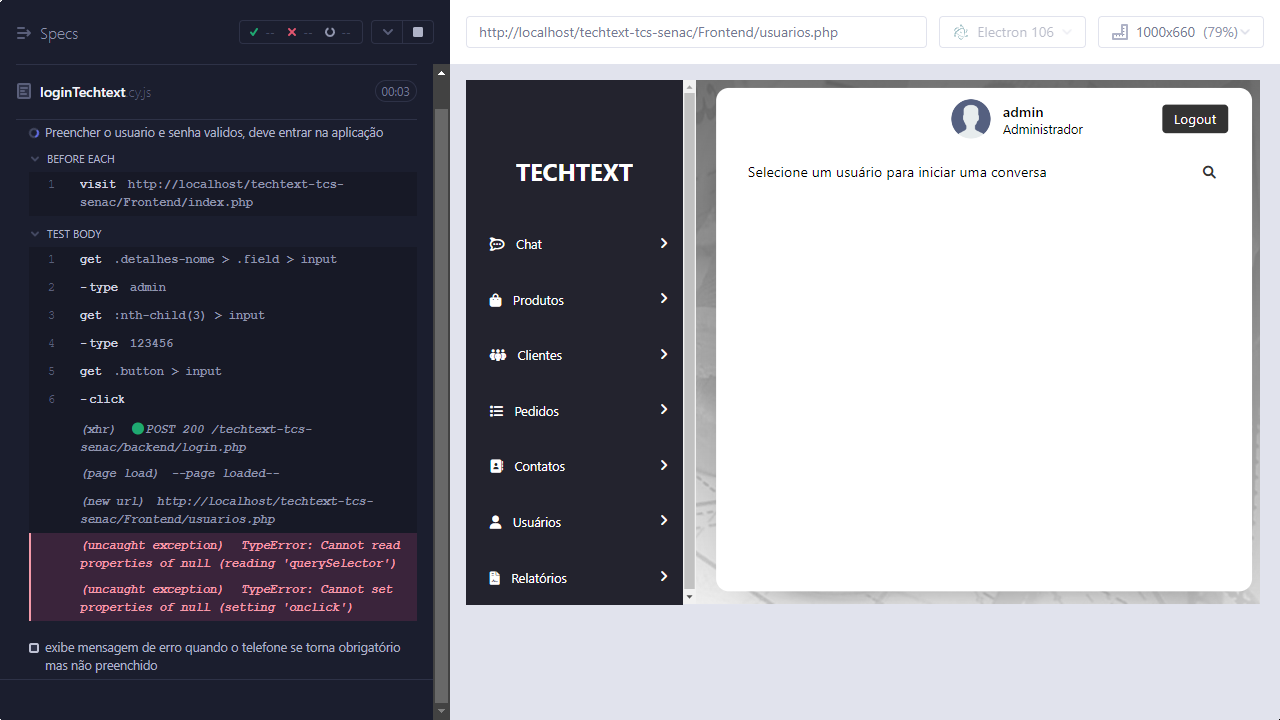 Specs
--
--
--
loginTechtext.cy.js
00:03
Preencher o usuario e senha validos, deve entrar na aplicação
BEFORE EACH
1 visit http://localhost/techtext-tcs-
senac/Frontend/index.php
TEST BODY
1 get .detalhes-nome > .field > input
2 -type admin
3 get :nth-child(3) > input
4 -type 123456
5 get .button > input
6 -click
(xhr) POST 200 /techtext-tcs-
senac/backend/login.php
(page load) --page loaded--
(new url) http://localhost/techtext-tcs-
senac/Frontend/usuarios.php
(uncaught exception) TypeError: Cannot read
properties of null (reading 'querySelector')
(uncaught exception) TypeError: Cannot set
properties of null (setting 'onclick')
exibe mensagem de erro quando o telefone se torna obrigatório
mas não preenchido
http://localhost/techtext-tcs-senac/Frontend/usuarios.php
Electron 106
1000x660 (79%)
TECHTEXT
Chat
Produtos
Clientes
Pedidos
Contatos
Usuários
Relatórios
admin
Administrador
Logout
Selecione um usuário para iniciar uma conversa